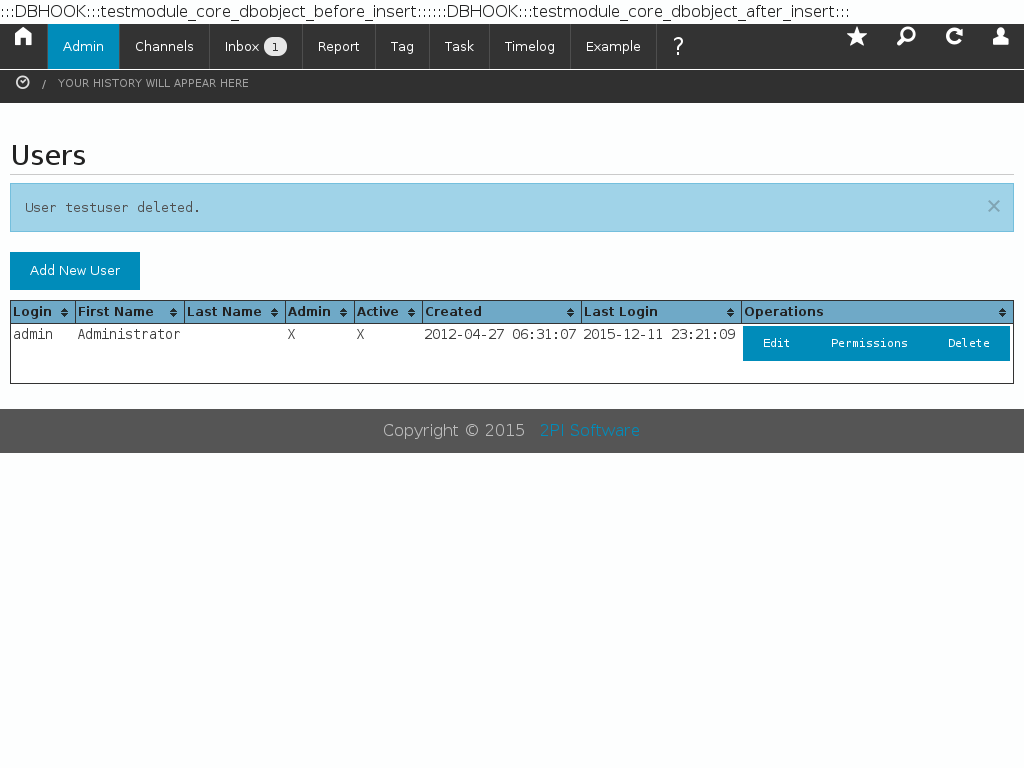 :::DBHOOK:::testmodule_core_dbobject_before_insert::::::DBHOOK:::testmodule_core_dbobject_after_insert:::
Admin Channels Inbox 1 Report Tag Task Timelog Example ?
/ YOUR HISTORY WILL APPEAR HERE
Users
User testuser deleted. ×
Add New User
Login First Name Last Name Admin Active Created Last Login Operations
admin Administrator X X 2012-04-27 06:31:07 2015-12-11 23:21:09 Edit Permissions Delete
Copyright © 2015 2PI Software